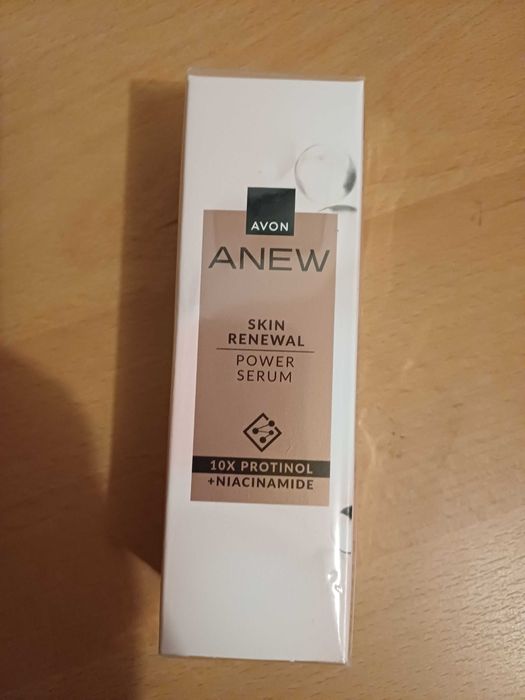 AVON
ANEW
SKIN
RENEWAL
POWER
SERUM
10X PROTINOL
+NIACINAMIDE